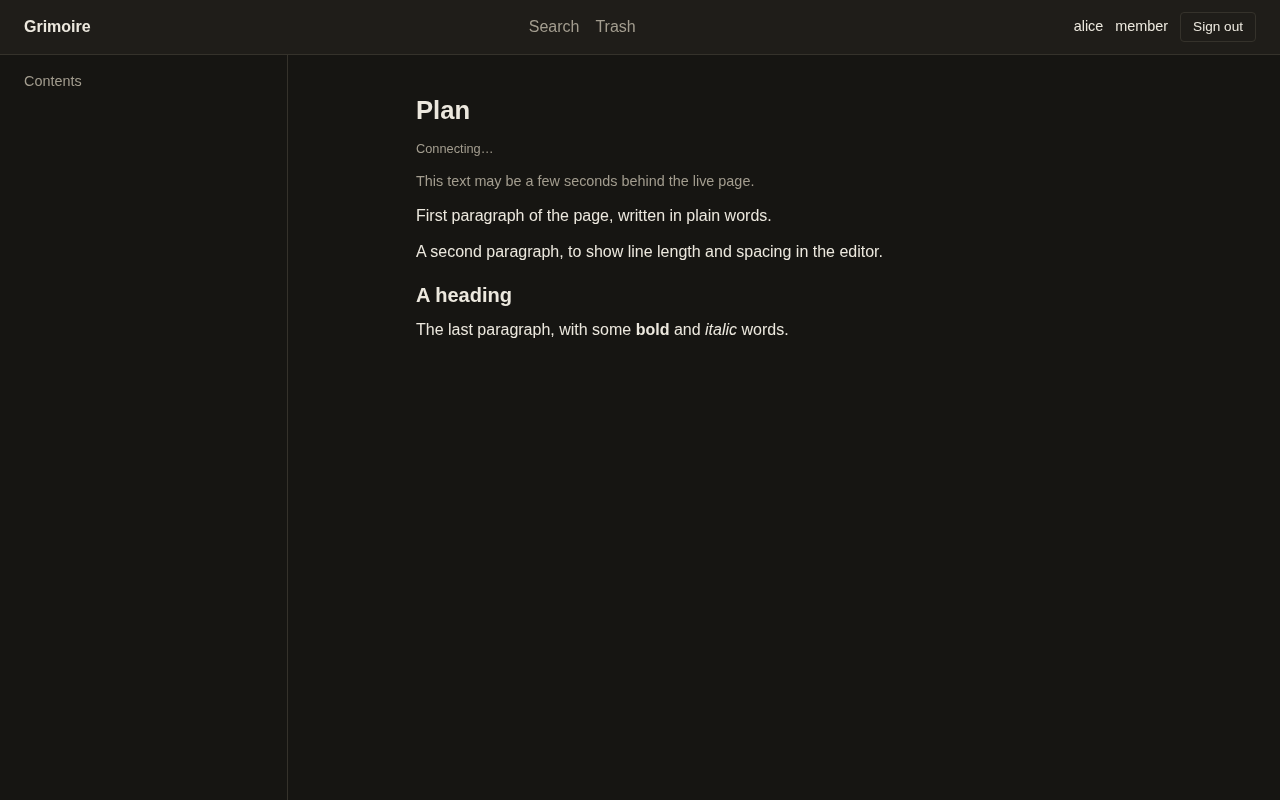 Grimoire
Search Trash
alice member Sign out
Contents
Plan
Connecting…
This text may be a few seconds behind the live page.
First paragraph of the page, written in plain words.
A second paragraph, to show line length and spacing in the editor.
A heading
The last paragraph, with some bold and italic words.